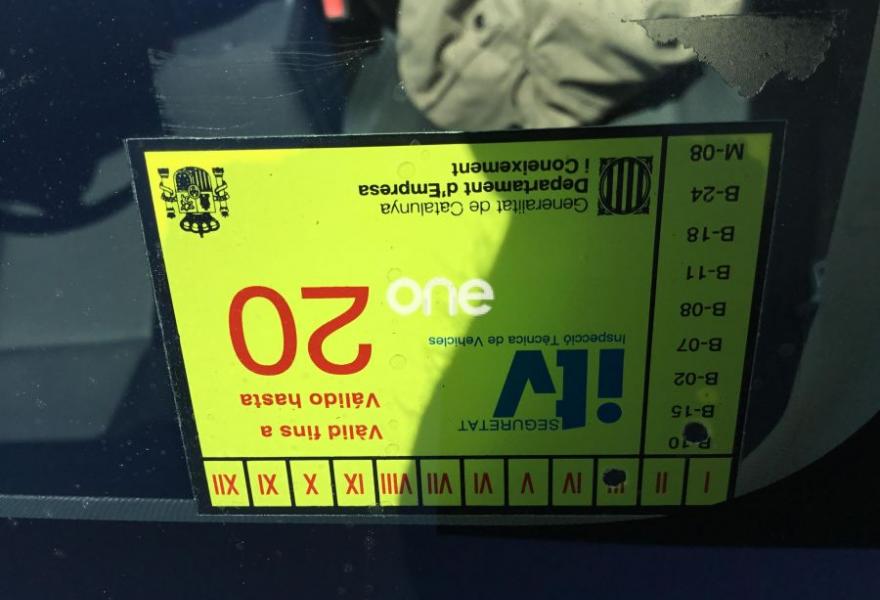 I II III IV V VI VII VIII IX X XI XII
B-10
B-15
B-02
B-07
B-08
B-11
B-18
B-24
M-08
SEGURETAT
itv
Inspecció Tècnica de Vehicles
Vàlid fins a
Válido hasta
20
one
Generalitat de Catalunya
Departament d'Empresa
i Coneixement